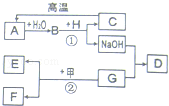 高温
A +H₂O B +H C
①
NaOH
D
E +甲 G
②
F